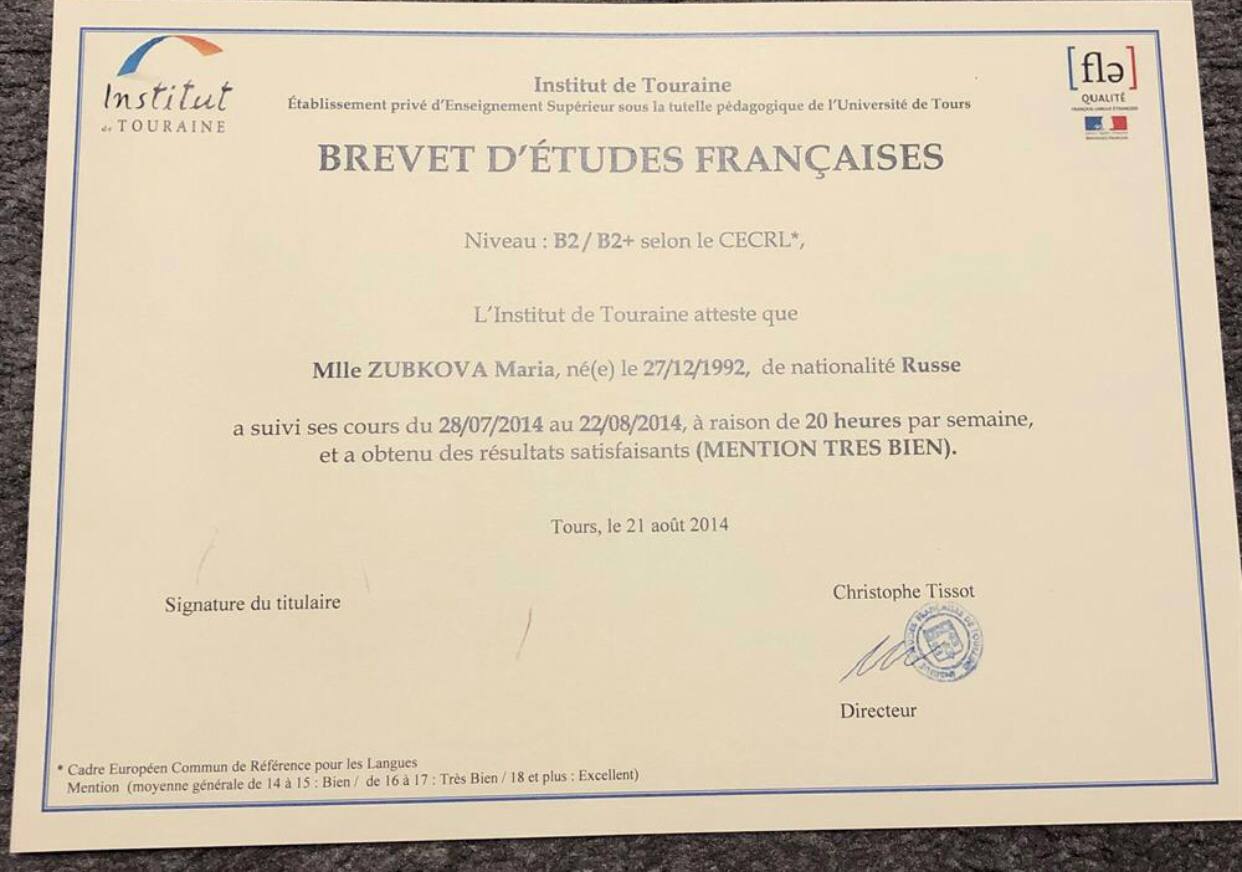 Institut
de TOURAINE
Institut de Touraine
Établissement privé d'Enseignement Supérieur sous la tutelle pédagogique de l'Université de Tours
[flə]
QUALITÉ
BREVET D'ÉTUDES FRANÇAISES
Niveau : B2 / B2+ selon le CECRL*,
L'Institut de Touraine atteste que
Mlle ZUBKOVA Maria, né(e) le 27/12/1992, de nationalité Russe
a suivi ses cours du 28/07/2014 au 22/08/2014, à raison de 20 heures par semaine,
et a obtenu des résultats satisfaisants (MENTION TRES BIEN).
Tours, le 21 août 2014
Signature du titulaire
Christophe Tissot
Directeur
* Cadre Européen Commun de Référence pour les Langues
Mention (moyenne générale de 14 à 15 : Bien / de 16 à 17 : Très Bien / 18 et plus : Excellent)